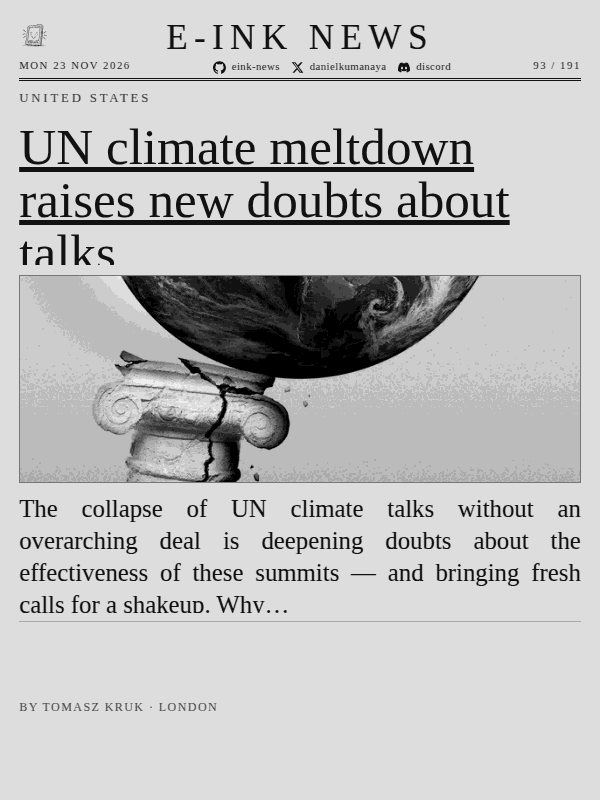 E-INK NEWS
MON 23 NOV 2026
eink-news danielkumanaya discord
93 / 191
UNITED STATES
UN climate meltdown
raises new doubts about
talks
The collapse of UN climate talks without an
overarching deal is deepening doubts about the
effectiveness of these summits — and bringing fresh
calls for a shakeup. Why…
BY TOMASZ KRUK · LONDON